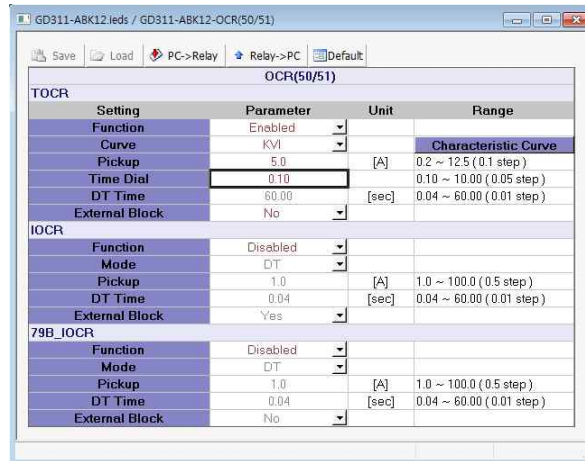 GD311-ABK12.ieds / GD311-ABK12-OCR(50/51)
Save Load PC->Relay Relay->PC Default
OCR(50/51)
TOCR
Setting Parameter Unit Range
Function Enabled
Curve KVI Characteristic Curve
Pickup 5.0 [A] 0.2 ~ 12.5 ( 0.1 step )
Time Dial 0.10 0.10 ~ 10.00 ( 0.05 step )
DT Time 60.00 [sec] 0.04 ~ 60.00 ( 0.01 step )
External Block No
IOCR
Function Disabled
Mode DT
Pickup 1.0 [A] 1.0 ~ 100.0 ( 0.5 step )
DT Time 0.04 [sec] 0.04 ~ 60.00 ( 0.01 step )
External Block Yes
79B_IOCR
Function Disabled
Mode DT
Pickup 1.0 [A] 1.0 ~ 100.0 ( 0.5 step )
DT Time 0.04 [sec] 0.04 ~ 60.00 ( 0.01 step )
External Block No